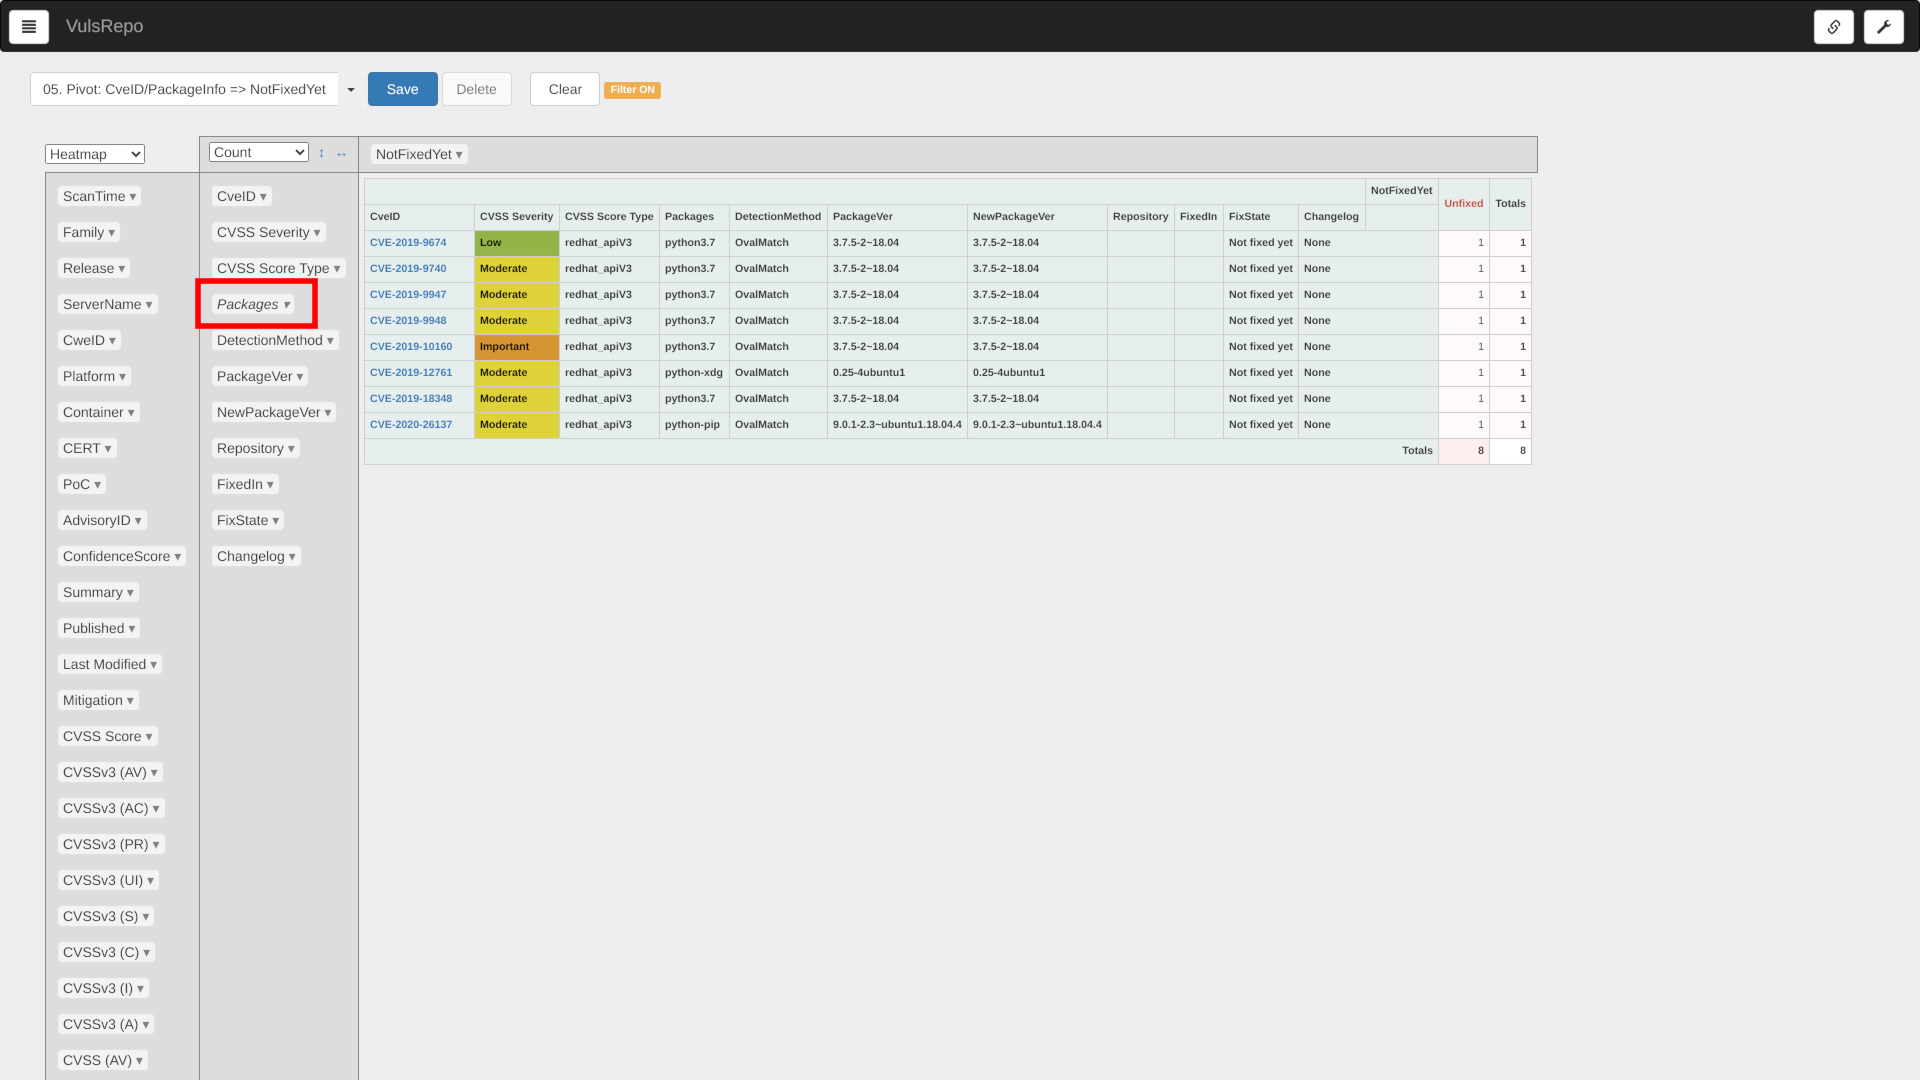 VulsRepo
05. Pivot: CveID/PackageInfo => NotFixedYet
Save
Delete
Clear
Filter ON
Heatmap
Count ↕ ↔
NotFixedYet ▾
ScanTime ▾
Family ▾
Release ▾
ServerName ▾
CweID ▾
Platform ▾
Container ▾
CERT ▾
PoC ▾
AdvisoryID ▾
ConfidenceScore ▾
Summary ▾
Published ▾
Last Modified ▾
Mitigation ▾
CVSS Score ▾
CVSSv3 (AV) ▾
CVSSv3 (AC) ▾
CVSSv3 (PR) ▾
CVSSv3 (UI) ▾
CVSSv3 (S) ▾
CVSSv3 (C) ▾
CVSSv3 (I) ▾
CVSSv3 (A) ▾
CVSS (AV) ▾
CveID ▾
CVSS Severity ▾
CVSS Score Type ▾
Packages ▾
DetectionMethod ▾
PackageVer ▾
NewPackageVer ▾
Repository ▾
FixedIn ▾
FixState ▾
Changelog ▾
NotFixedYet Unfixed Totals
CveID CVSS Severity CVSS Score Type Packages DetectionMethod PackageVer NewPackageVer Repository FixedIn FixState Changelog
CVE-2019-9674 Low redhat_apiV3 python3.7 OvalMatch 3.7.5-2~18.04 3.7.5-2~18.04 Not fixed yet None 1 1
CVE-2019-9740 Moderate redhat_apiV3 python3.7 OvalMatch 3.7.5-2~18.04 3.7.5-2~18.04 Not fixed yet None 1 1
CVE-2019-9947 Moderate redhat_apiV3 python3.7 OvalMatch 3.7.5-2~18.04 3.7.5-2~18.04 Not fixed yet None 1 1
CVE-2019-9948 Moderate redhat_apiV3 python3.7 OvalMatch 3.7.5-2~18.04 3.7.5-2~18.04 Not fixed yet None 1 1
CVE-2019-10160 Important redhat_apiV3 python3.7 OvalMatch 3.7.5-2~18.04 3.7.5-2~18.04 Not fixed yet None 1 1
CVE-2019-12761 Moderate redhat_apiV3 python-xdg OvalMatch 0.25-4ubuntu1 0.25-4ubuntu1 Not fixed yet None 1 1
CVE-2019-18348 Moderate redhat_apiV3 python3.7 OvalMatch 3.7.5-2~18.04 3.7.5-2~18.04 Not fixed yet None 1 1
CVE-2020-26137 Moderate redhat_apiV3 python-pip OvalMatch 9.0.1-2.3~ubuntu1.18.04.4 9.0.1-2.3~ubuntu1.18.04.4 Not fixed yet None 1 1
Totals 8 8